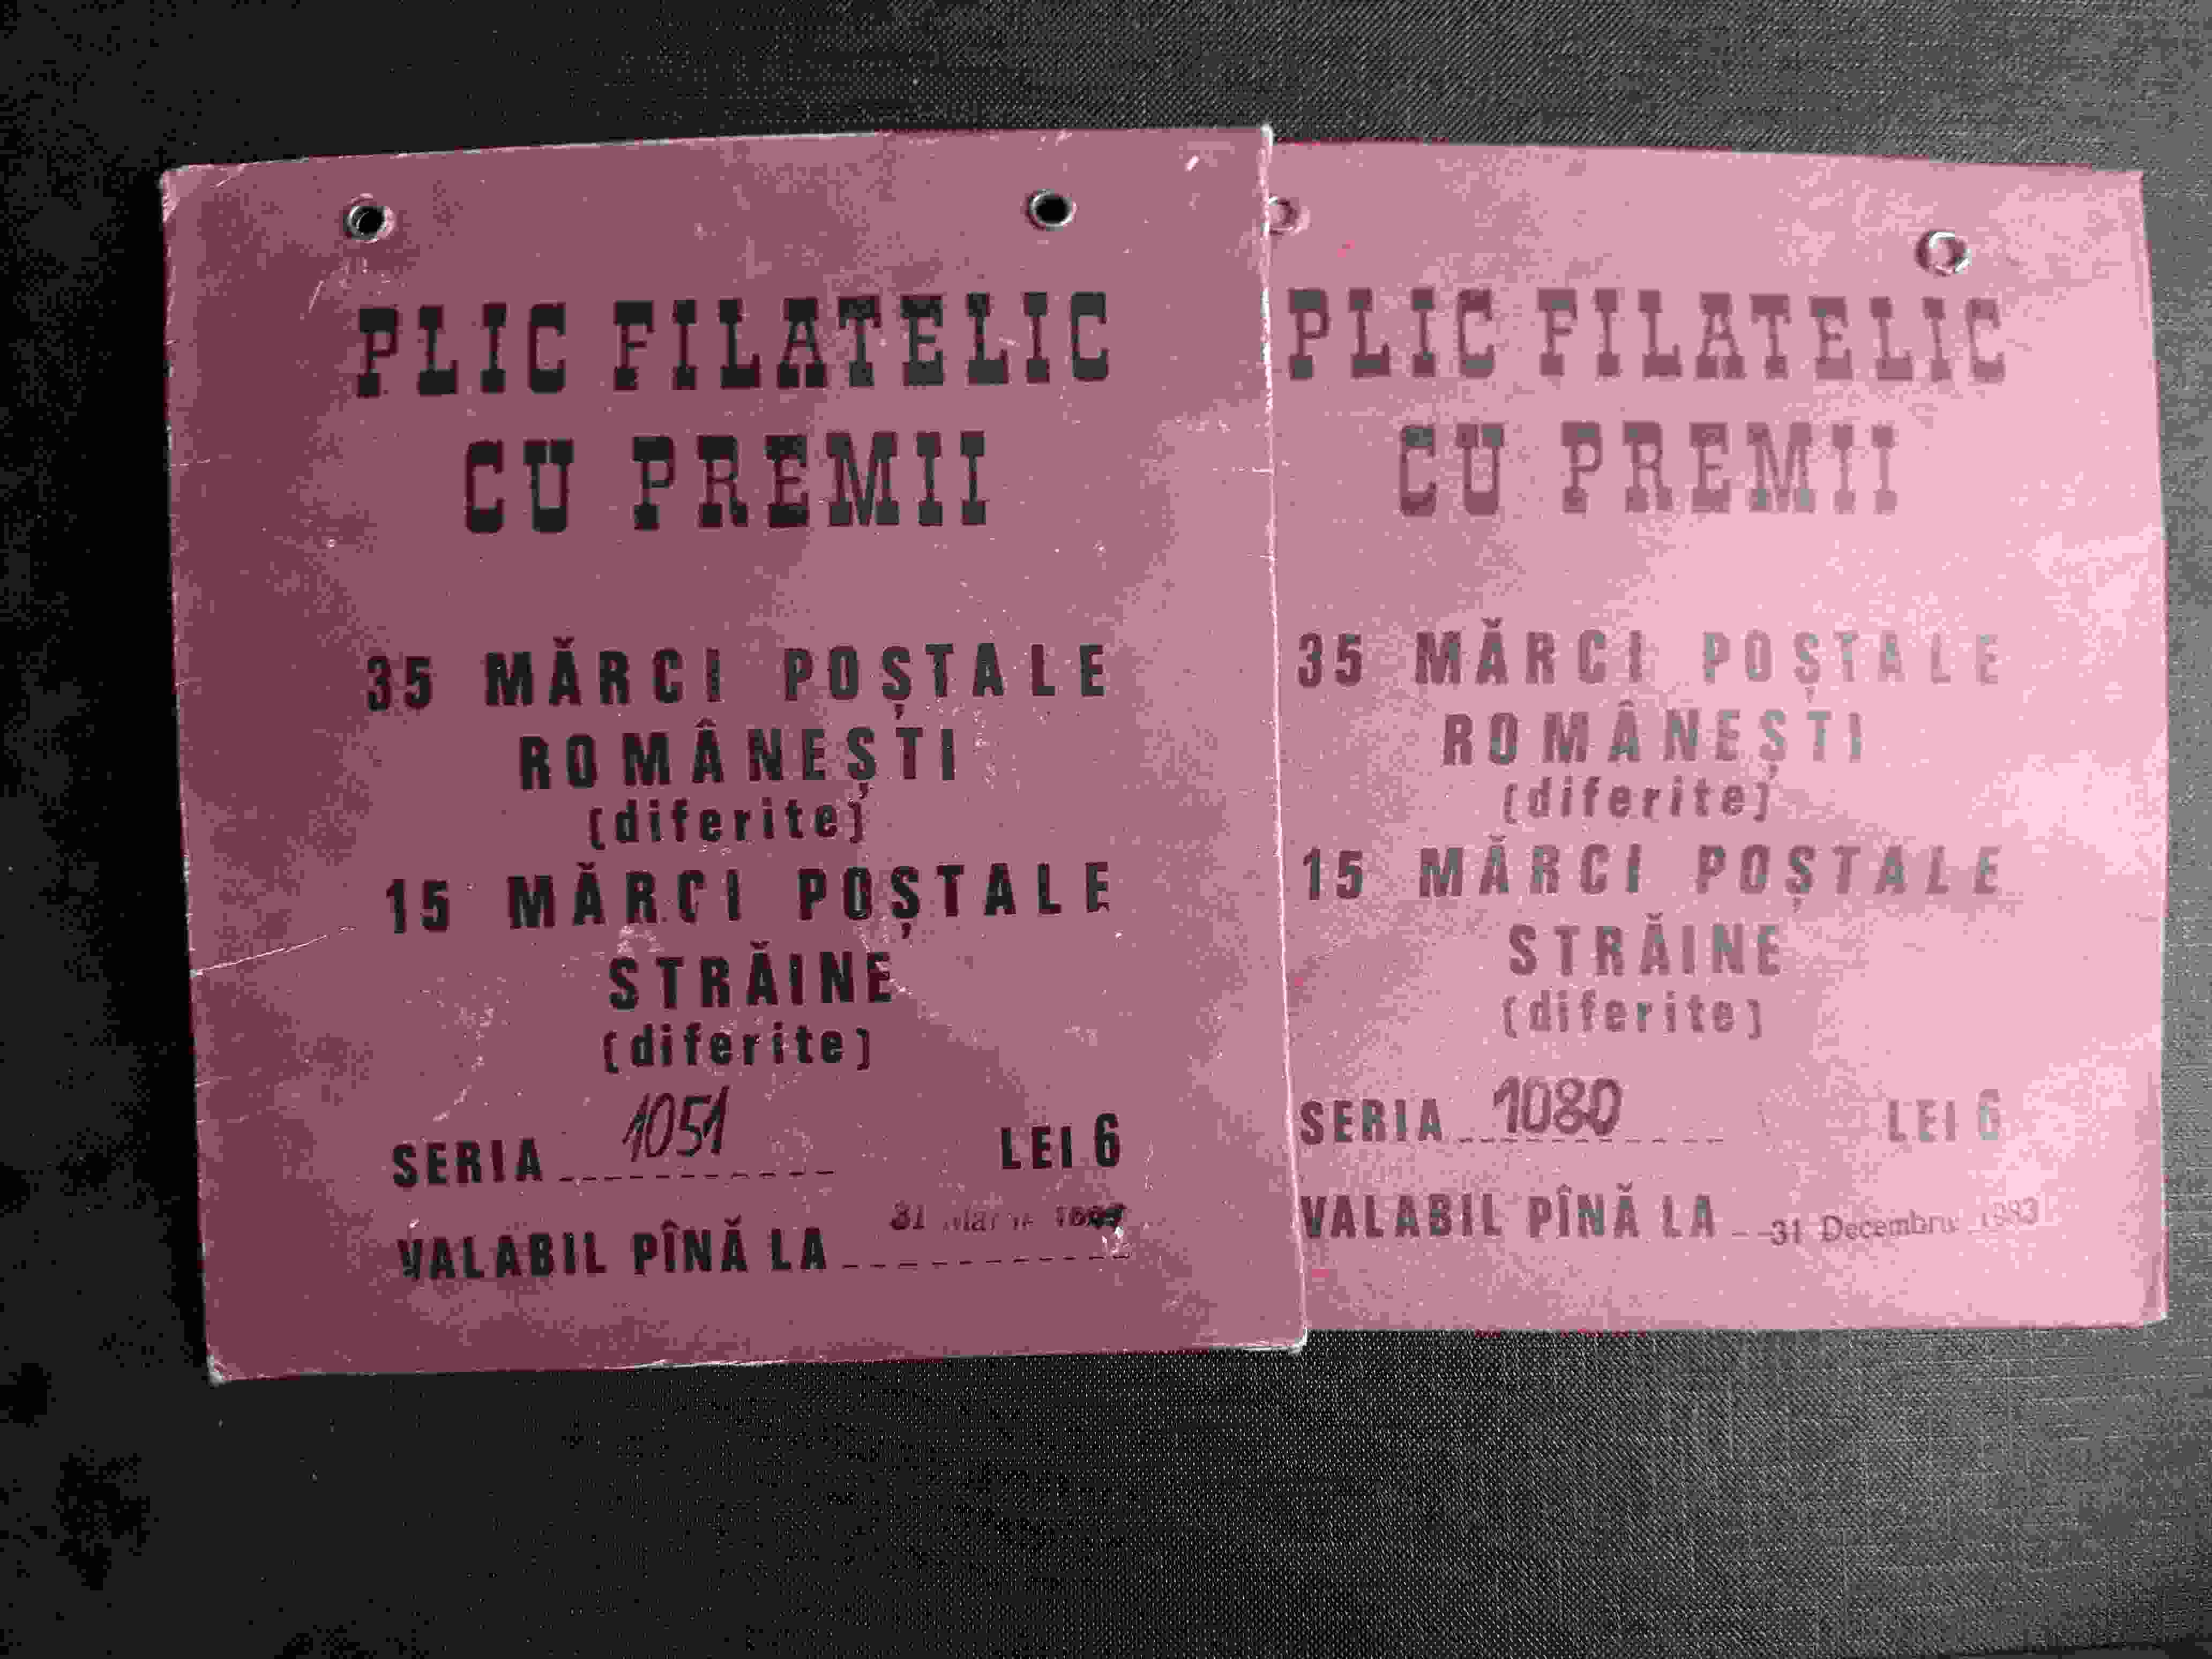 PLIC FILATELIC
CU PREMII
35 MĂRCI POȘTALE
ROMÂNEȘTI
(diferite)
15 MĂRCI POȘTALE
STRĂINE
(diferite)
SERIA 1051 LEI 6
VALABIL PÎNĂ LA 31
PLIC FILATELIC
CU PREMII
35 MĂRCI POȘTALE
ROMÂNEȘTI
(diferite)
15 MĂRCI POȘTALE
STRĂINE
(diferite)
SERIA 1080 LEI 6
VALABIL PÎNĂ LA 31 Decembrie 1983